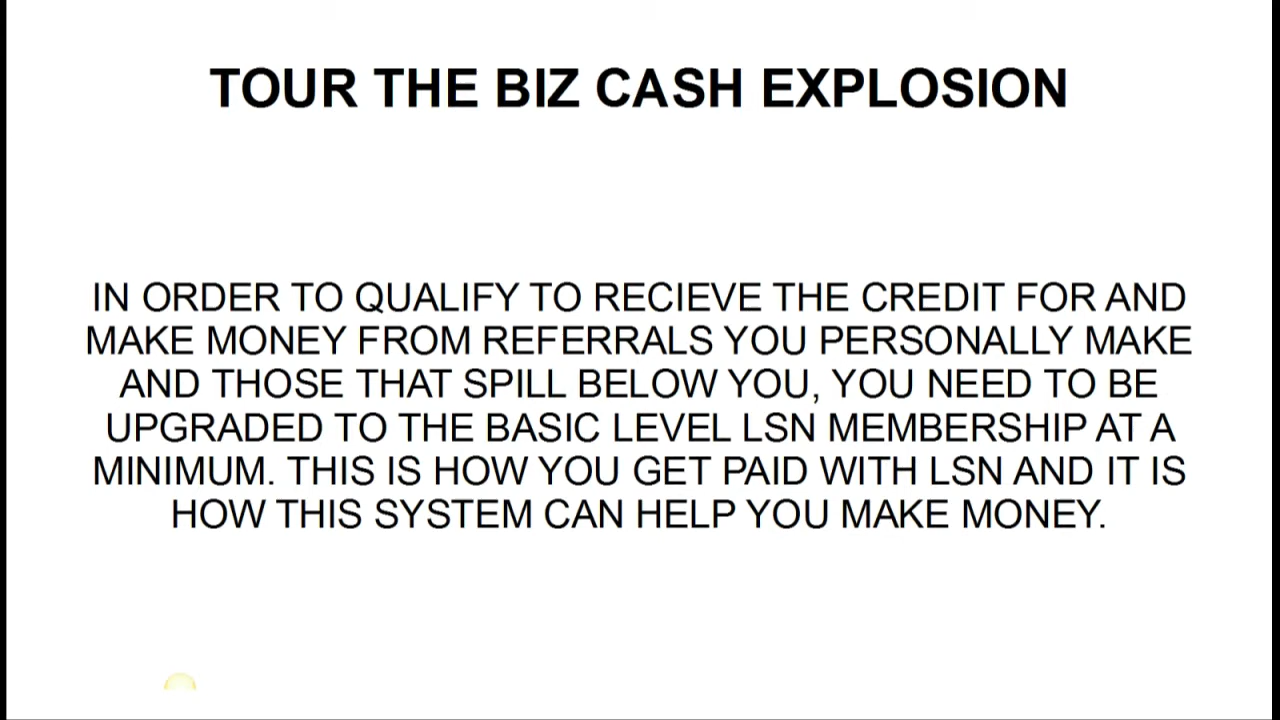 TOUR THE BIZ CASH EXPLOSION
IN ORDER TO QUALIFY TO RECIEVE THE CREDIT FOR AND
MAKE MONEY FROM REFERRALS YOU PERSONALLY MAKE
AND THOSE THAT SPILL BELOW YOU, YOU NEED TO BE
UPGRADED TO THE BASIC LEVEL LSN MEMBERSHIP AT A
MINIMUM. THIS IS HOW YOU GET PAID WITH LSN AND IT IS
HOW THIS SYSTEM CAN HELP YOU MAKE MONEY.